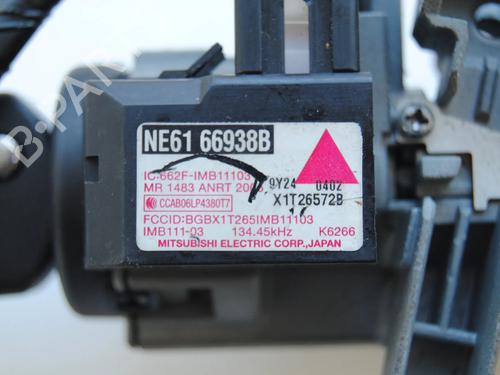 NE61 66938B
IC:662F-IMB11103
MR 1483 ANRT 200
9Y24 0402
CCAB06LP4380T7
X1T26572B
FCCID:BGBX1T265IMB11103
IMB111-03 134.45kHz K6266
MITSUBISHI ELECTRIC CORP.,JAPAN
B-PARTS